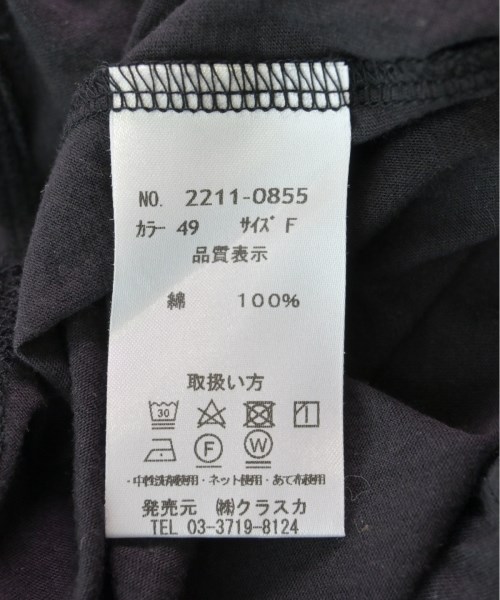 NO. 2211-0855
ｶﾗｰ 49 ｻｲｽﾞ F
品質表示
綿 100%
取扱い方
30
F W
・中性洗剤使用・ネット使用・あて布使用
発売元 ㈱クラスカ
TEL 03-3719-8124